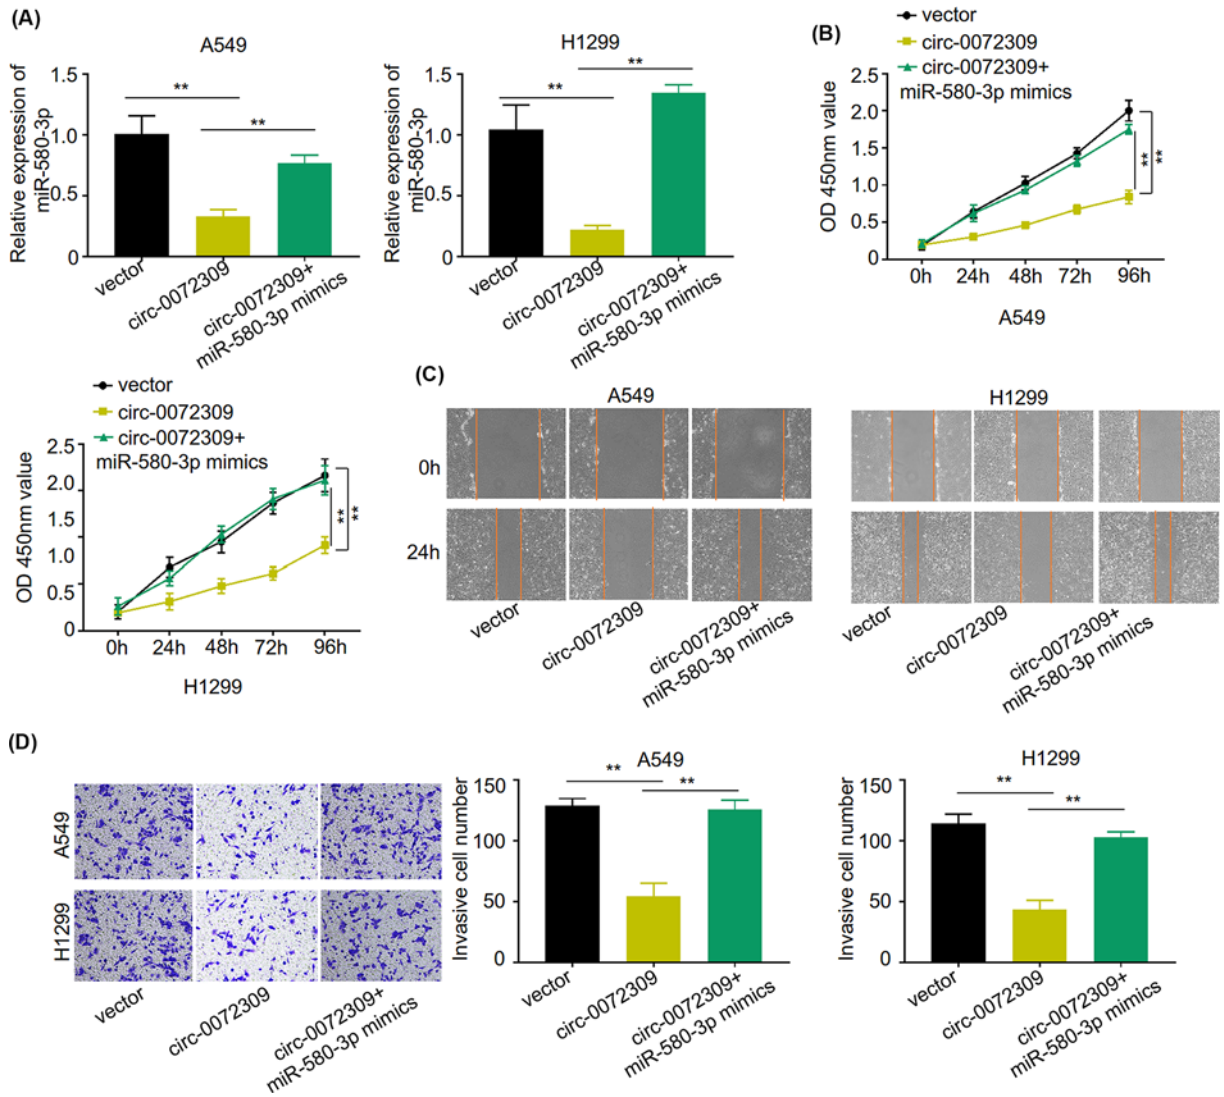 (A)
A549
Relative expression of
miR-580-3p
1.5
1.0
0.5
0
**
**
vector
circ-0072309
circ-0072309+
miR-580-3p mimics
H1299
Relative expression of
miR-580-3p
1.5
1.0
0.5
0
**
**
vector
circ-0072309
circ-0072309+
miR-580-3p mimics
(B)
vector
circ-0072309
circ-0072309+
miR-580-3p mimics
OD 450nm value
2.5
2.0
1.5
1.0
0.5
0
**
**
0h 24h 48h 72h 96h
A549
vector
circ-0072309
circ-0072309+
miR-580-3p mimics
OD 450nm value
2.5
2.0
1.5
1.0
0.5
0
**
**
0h 24h 48h 72h 96h
H1299
(C)
A549
H1299
0h
24h
vector
circ-0072309
circ-0072309+
miR-580-3p mimics
vector
circ-0072309
circ-0072309+
miR-580-3p mimics
(D)
A549
H1299
vector
circ-0072309
circ-0072309+
miR-580-3p mimics
A549
Invasive cell number
150
100
50
0
**
**
vector
circ-0072309
circ-0072309+
miR-580-3p mimics
H1299
Invasive cell number
150
100
50
0
**
**
vector
circ-0072309
circ-0072309+
miR-580-3p mimics